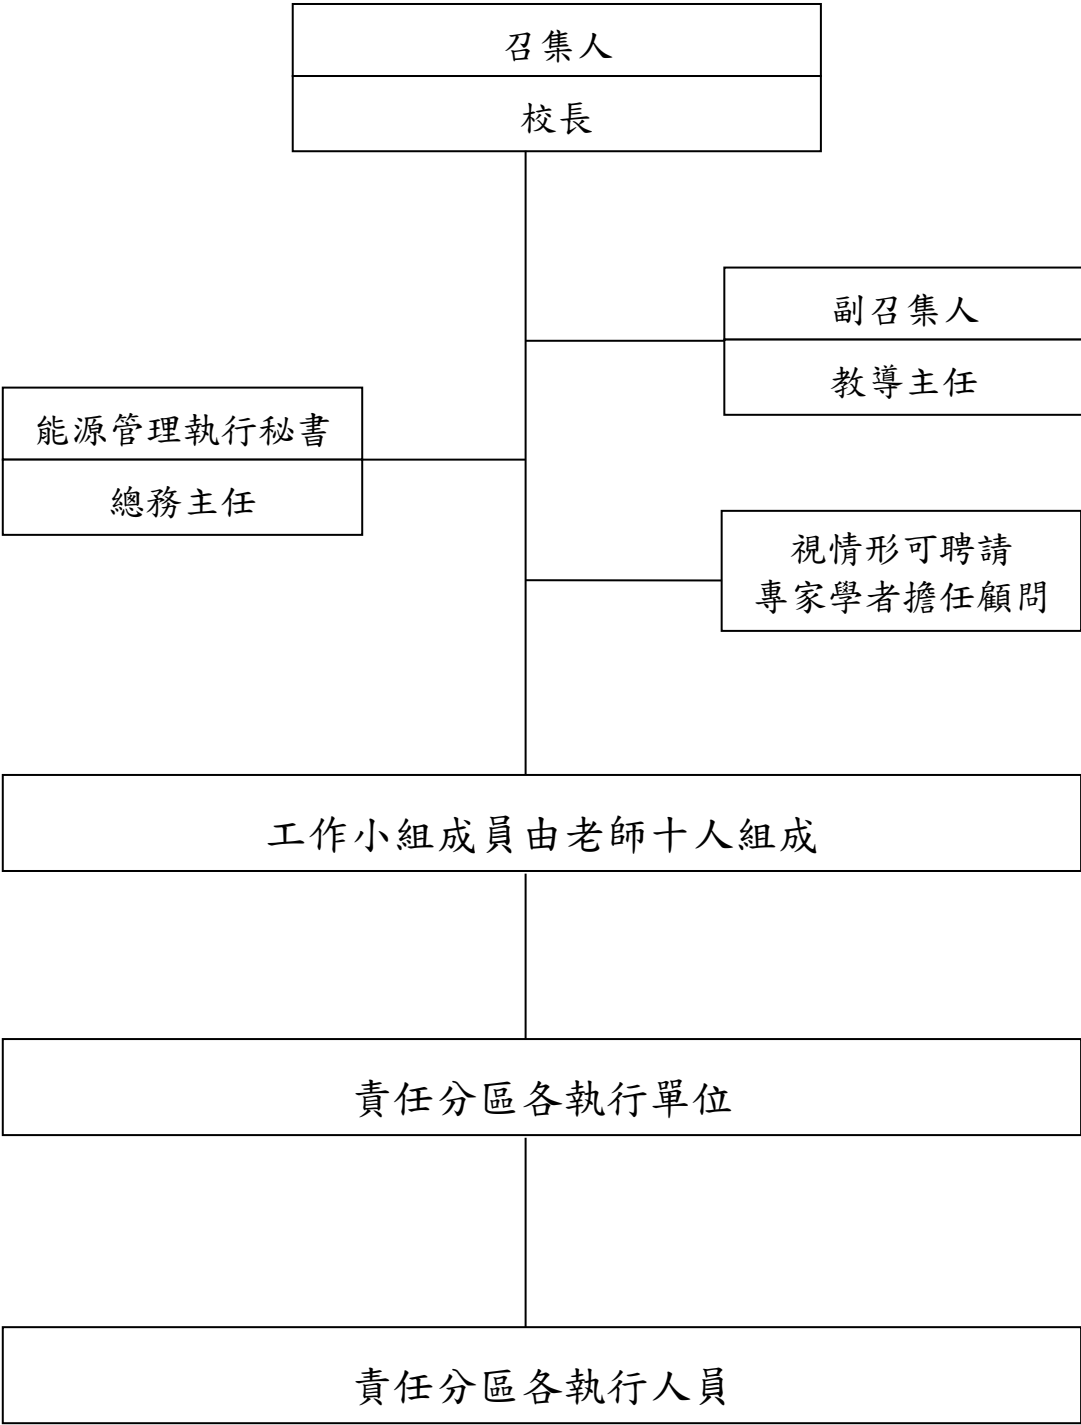 召集人
校長
副召集人
教導主任
能源管理執行秘書
總務主任
視情形可聘請
專家學者擔任顧問
工作小組成員由老師十人組成
責任分區各執行單位
責任分區各執行人員